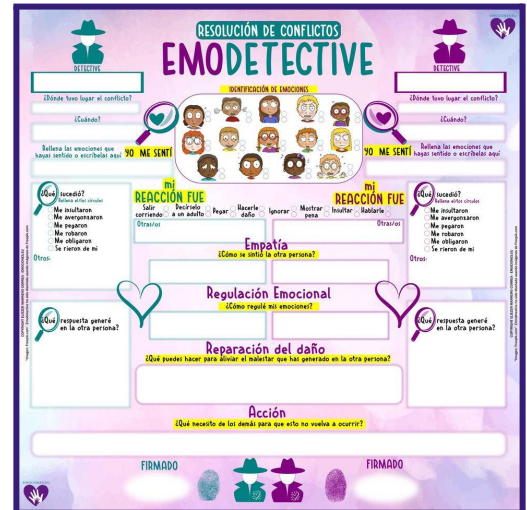 RESOLUCIÓN DE CONFLICTOS
EMODETECTIVE
DETECTIVE
DETECTIVE
IDENTIFICACIÓN DE EMOCIONES
¿Dónde tuvo lugar el conflicto?
¿Dónde tuvo lugar el conflicto?
¿Cuándo?
¿Cuándo?
Rellena las emociones que
hayas sentido o escríbelas aquí
YO ME SENTÍ
YO ME SENTÍ
Rellena las emociones que
hayas sentido o escríbelas aquí
¿Qué sucedió?
Rellena el/los círculos
Me insultaron
Me avergonzaron
Me pegaron
Me robaron
Me obligaron
Se rieron de mi
Otros:
mi
REACCIÓN FUE
mi
REACCIÓN FUE
Salir corriendo
Decírselo a un adulto
Pegar
Hacerle daño
Ignorar
Mostrar pena
Insultar
Hablarle
Otras/os
Otras/os
¿Qué sucedió?
Rellena el/los círculos
Me insultaron
Me avergonzaron
Me pegaron
Me robaron
Me obligaron
Se rieron de mi
Otros:
Empatía
¿Cómo se sintió la otra persona?
Regulación Emocional
¿Cómo regulé mis emociones?
¿Qué respuesta generé
en la otra persona?
¿Qué respuesta generé
en la otra persona?
Reparación del daño
¿Qué puedes hacer para aliviar el malestar que has generado en la otra persona?
Acción
¿Qué necesito de los demás para que esto no vuelva a ocurrir?
FIRMADO
FIRMADO